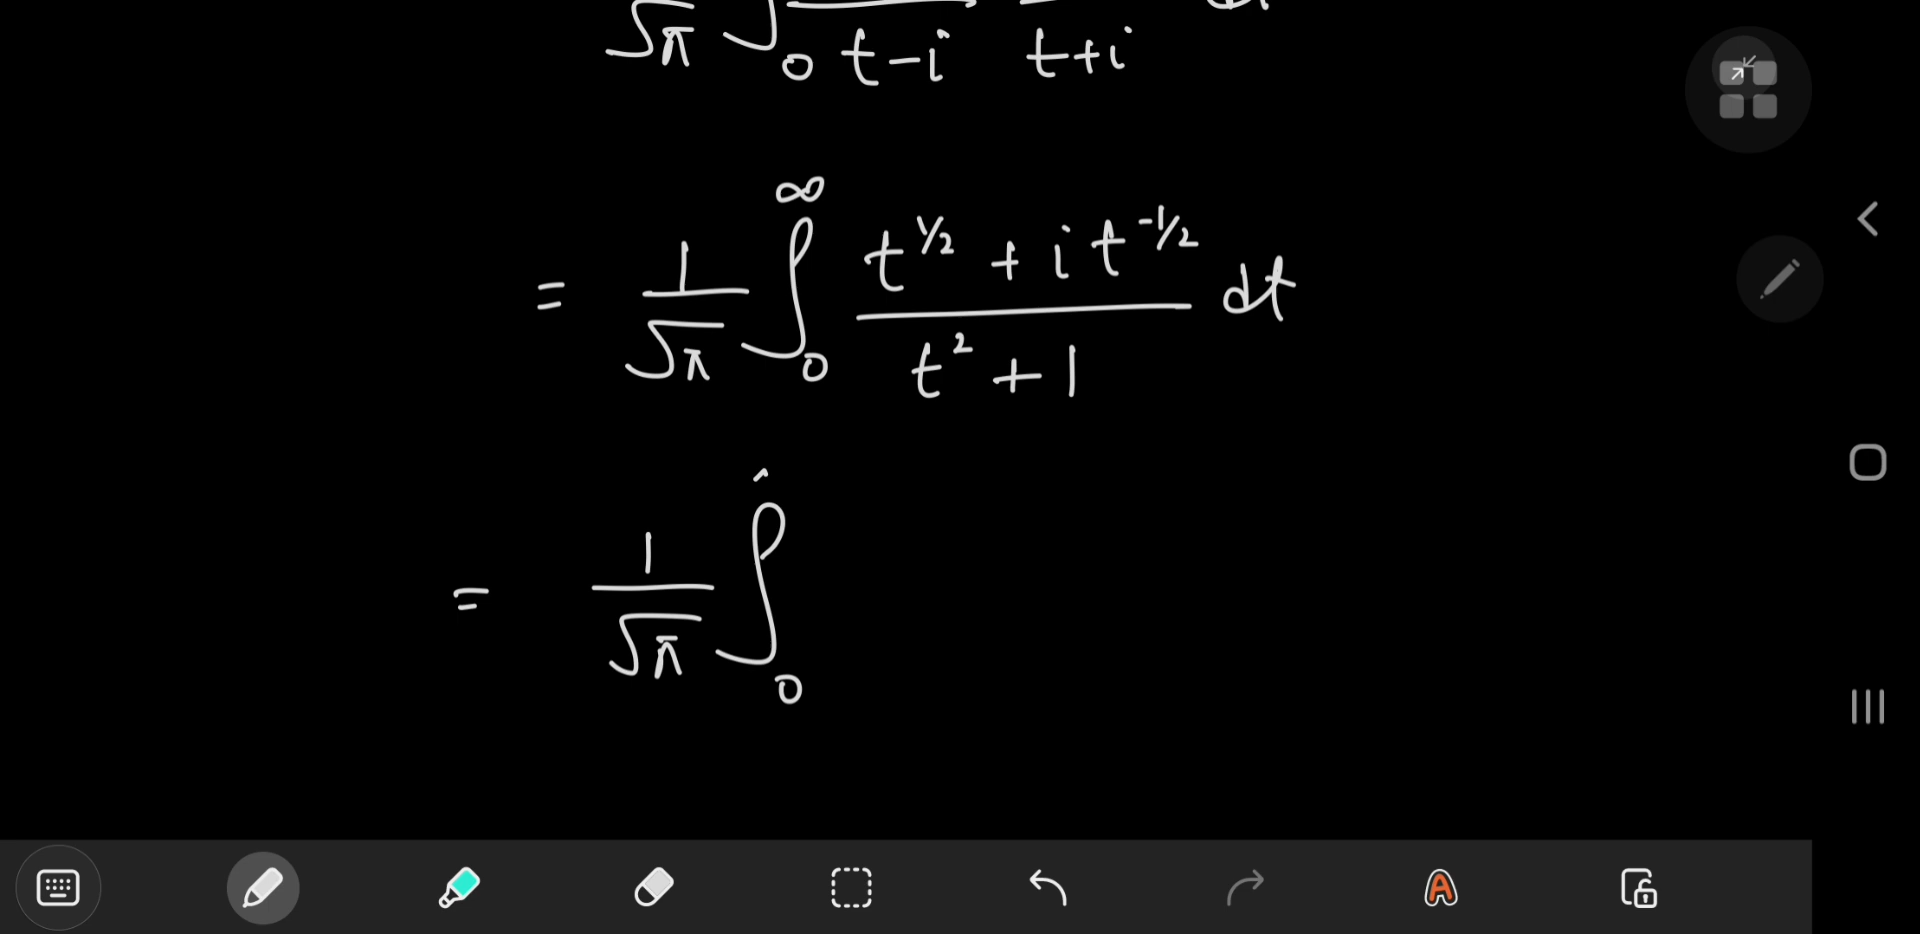 √π ∫₀ t-i t+i
= 1/√π ∫₀^∞ (t^(1/2) + i t^(-1/2))/(t² + 1) dt
= 1/√π ∫₀
A